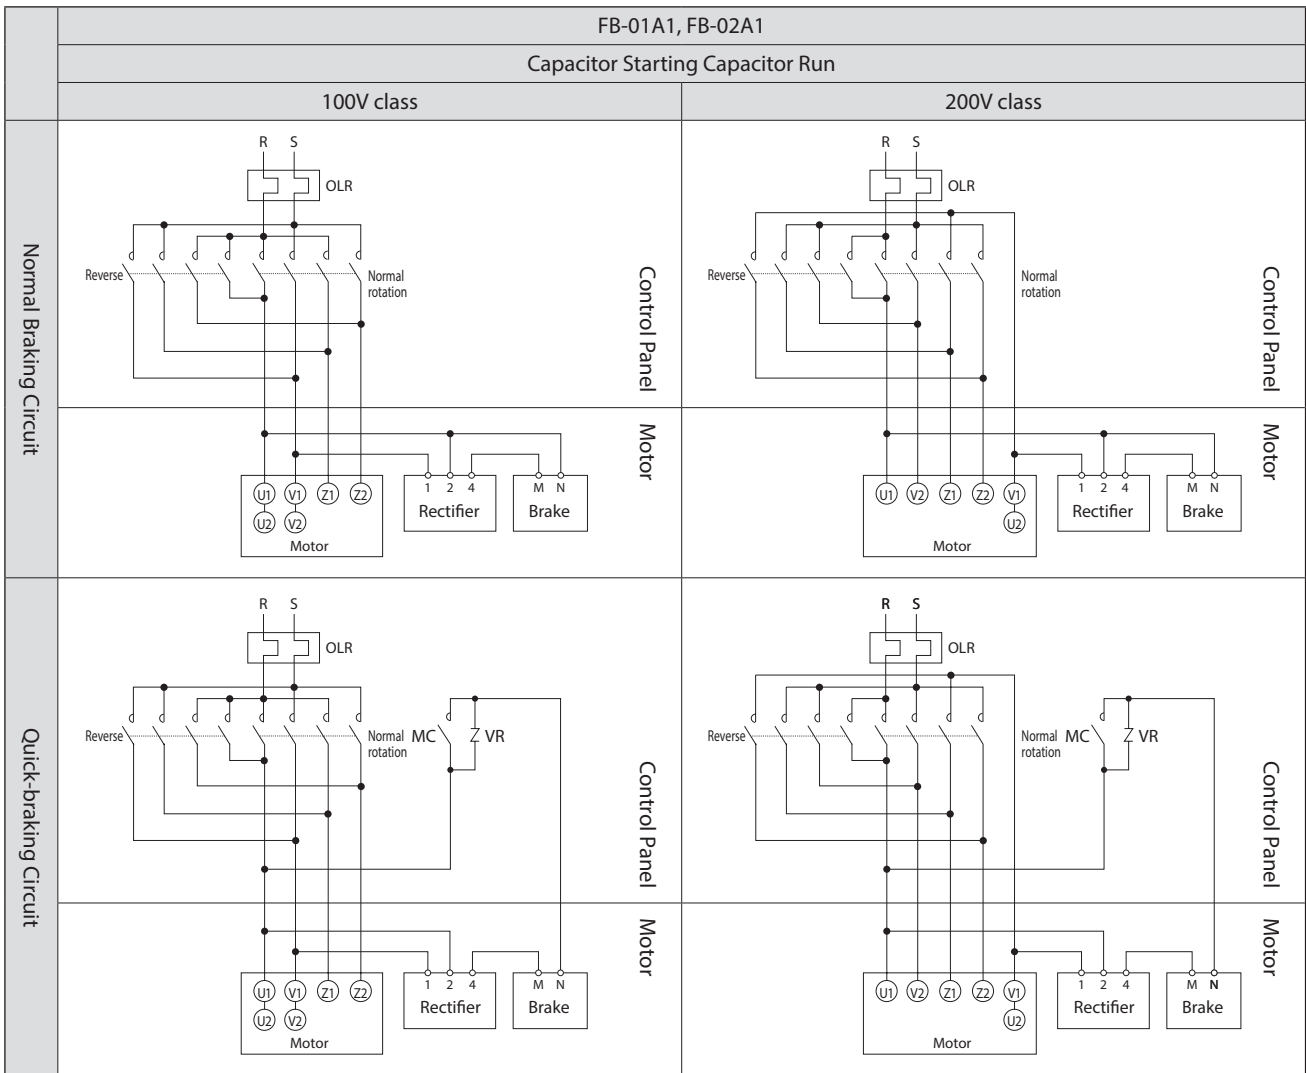 FB-01A1, FB-02A1
Capacitor Starting Capacitor Run
100V class
200V class
Normal Braking Circuit
R S
OLR
Reverse
Normal
rotation
Control Panel
Motor
U1 V1 Z1 Z2
U2 V2
Motor
1 2 4
Rectifier
M N
Brake
R S
OLR
Reverse
Normal
rotation
Control Panel
Motor
U1 V2 Z1 Z2 V1
U2
Motor
1 2 4
Rectifier
M N
Brake
Quick-braking Circuit
R S
OLR
Reverse
Normal
rotation
MC
VR
Control Panel
Motor
U1 V1 Z1 Z2
U2 V2
Motor
1 2 4
Rectifier
M N
Brake
R S
OLR
Reverse
Normal
rotation
MC
VR
Control Panel
Motor
U1 V2 Z1 Z2 V1
U2
Motor
1 2 4
Rectifier
M N
Brake